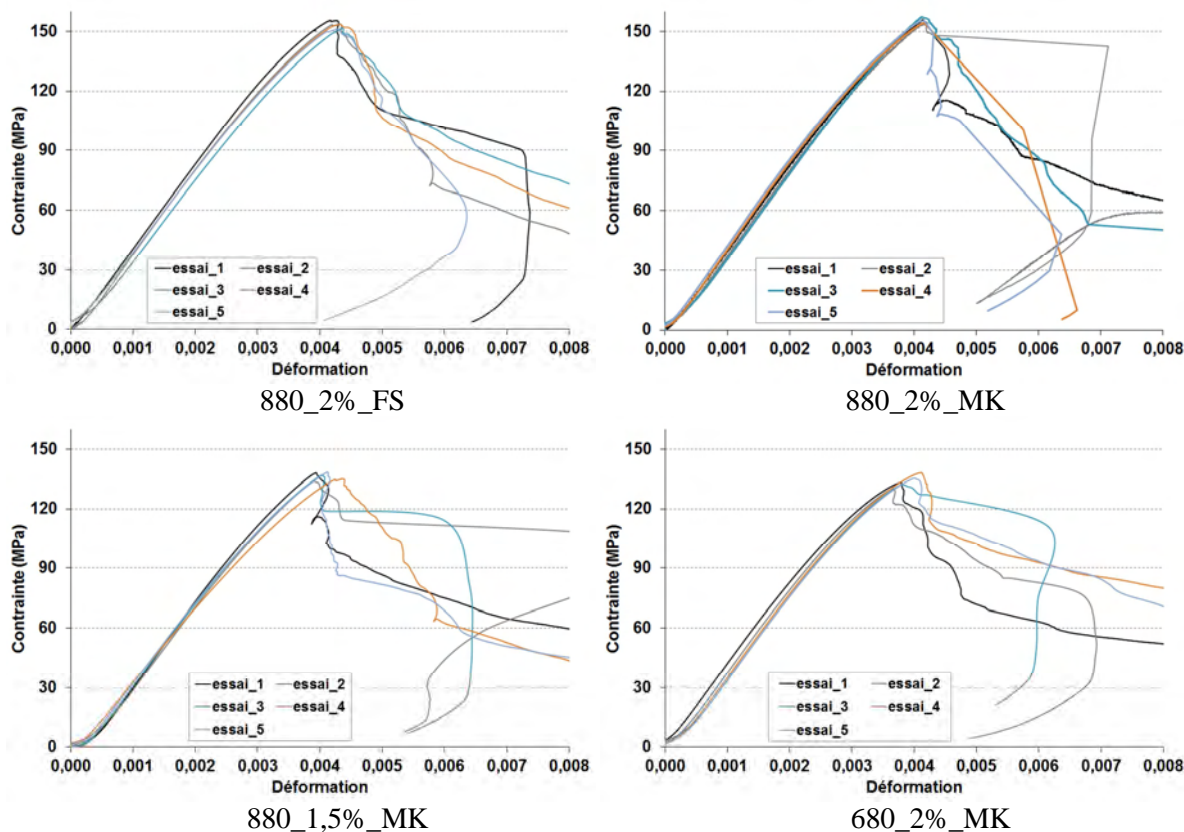 150
120
90
60
30
0
Contrainte (MPa)
essai_1 essai_2
essai_3 essai_4
essai_5
0,000 0,001 0,002 0,003 0,004 0,005 0,006 0,007 0,008
Déformation
880_2%_FS
150
120
90
60
30
0
Contrainte (MPa)
essai_1 essai_2
essai_3 essai_4
essai_5
0,000 0,001 0,002 0,003 0,004 0,005 0,006 0,007 0,008
Déformation
880_2%_MK
150
120
90
60
30
0
Contrainte (MPa)
essai_1 essai_2
essai_3 essai_4
essai_5
0,000 0,001 0,002 0,003 0,004 0,005 0,006 0,007 0,008
Déformation
880_1,5%_MK
150
120
90
60
30
0
Contrainte (MPa)
essai_1 essai_2
essai_3 essai_4
essai_5
0,000 0,001 0,002 0,003 0,004 0,005 0,006 0,007 0,008
Déformation
680_2%_MK